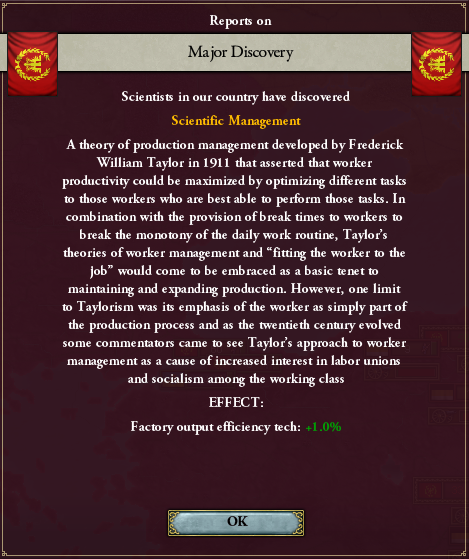 Reports on
Major Discovery
Scientists in our country have discovered
Scientific Management
A theory of production management developed by Frederick
William Taylor in 1911 that asserted that worker
productivity could be maximized by optimizing different tasks
to those workers who are best able to perform those tasks. In
combination with the provision of break times to workers to
break the monotony of the daily work routine, Taylor's
theories of worker management and “fitting the worker to the
job” would come to be embraced as a basic tenet to
maintaining and expanding production. However, one limit
to Taylorism was its emphasis of the worker as simply part of
the production process and as the twentieth century evolved
some commentators came to see Taylor's approach to worker
management as a cause of increased interest in labor unions
and socialism among the working class
EFFECT:
Factory output efficiency tech: +1.0%
OK